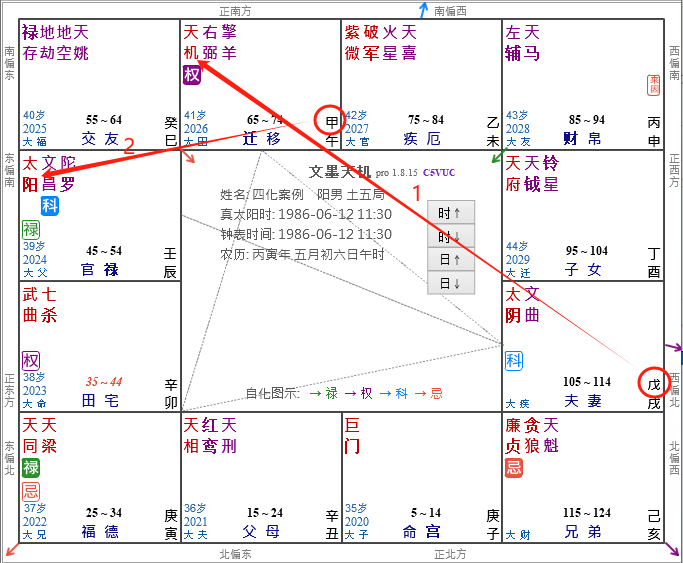 正南方
南偏西
禄地地天
存劫空姚
40岁
2025
大福
55～64
交友
癸
巳
天右擎
机弼羊
权
41岁
2026
大田
65～74
迁移
甲
午
紫破火天
微军星喜
42岁
2027
大官
75～84
疾厄
乙
未
左天
辅马
来因
43岁
2028
大友
85～94
财帛
丙
申
南偏东
西偏南
太文陀
阳昌罗
科
禄
39岁
2024
大父
45～54
官禄
壬
辰
2
1
文墨天机 pro 1.8.15 C5VUC
姓名: 四化案例 阳男 土五局
真太阳时: 1986-06-12 11:30
钟表时间: 1986-06-12 11:30
农历: 丙寅年 五月初六日午时
时↑
时↓
日↑
日↓
自化图示: →禄 →权 →科 →忌
天天铃
府钺星
44岁
2029
大迁
95～104
子女
丁
酉
东偏南
正西方
武七
曲杀
权
38岁
2023
大命
35～44
田宅
辛
卯
太文
阴曲
科
大疾
105～114
夫妻
戊
戌
正东方
西偏北
天天
同梁
禄
忌
37岁
2022
大兄
25～34
福德
庚
寅
天红天
相鸾刑
36岁
2021
大夫
15～24
父母
辛
丑
巨
门
35岁
2020
大子
5～14
命宫
庚
子
廉贪天
贞狼魁
忌
大财
115～124
兄弟
己
亥
东偏北
北偏西
北偏东
正北方